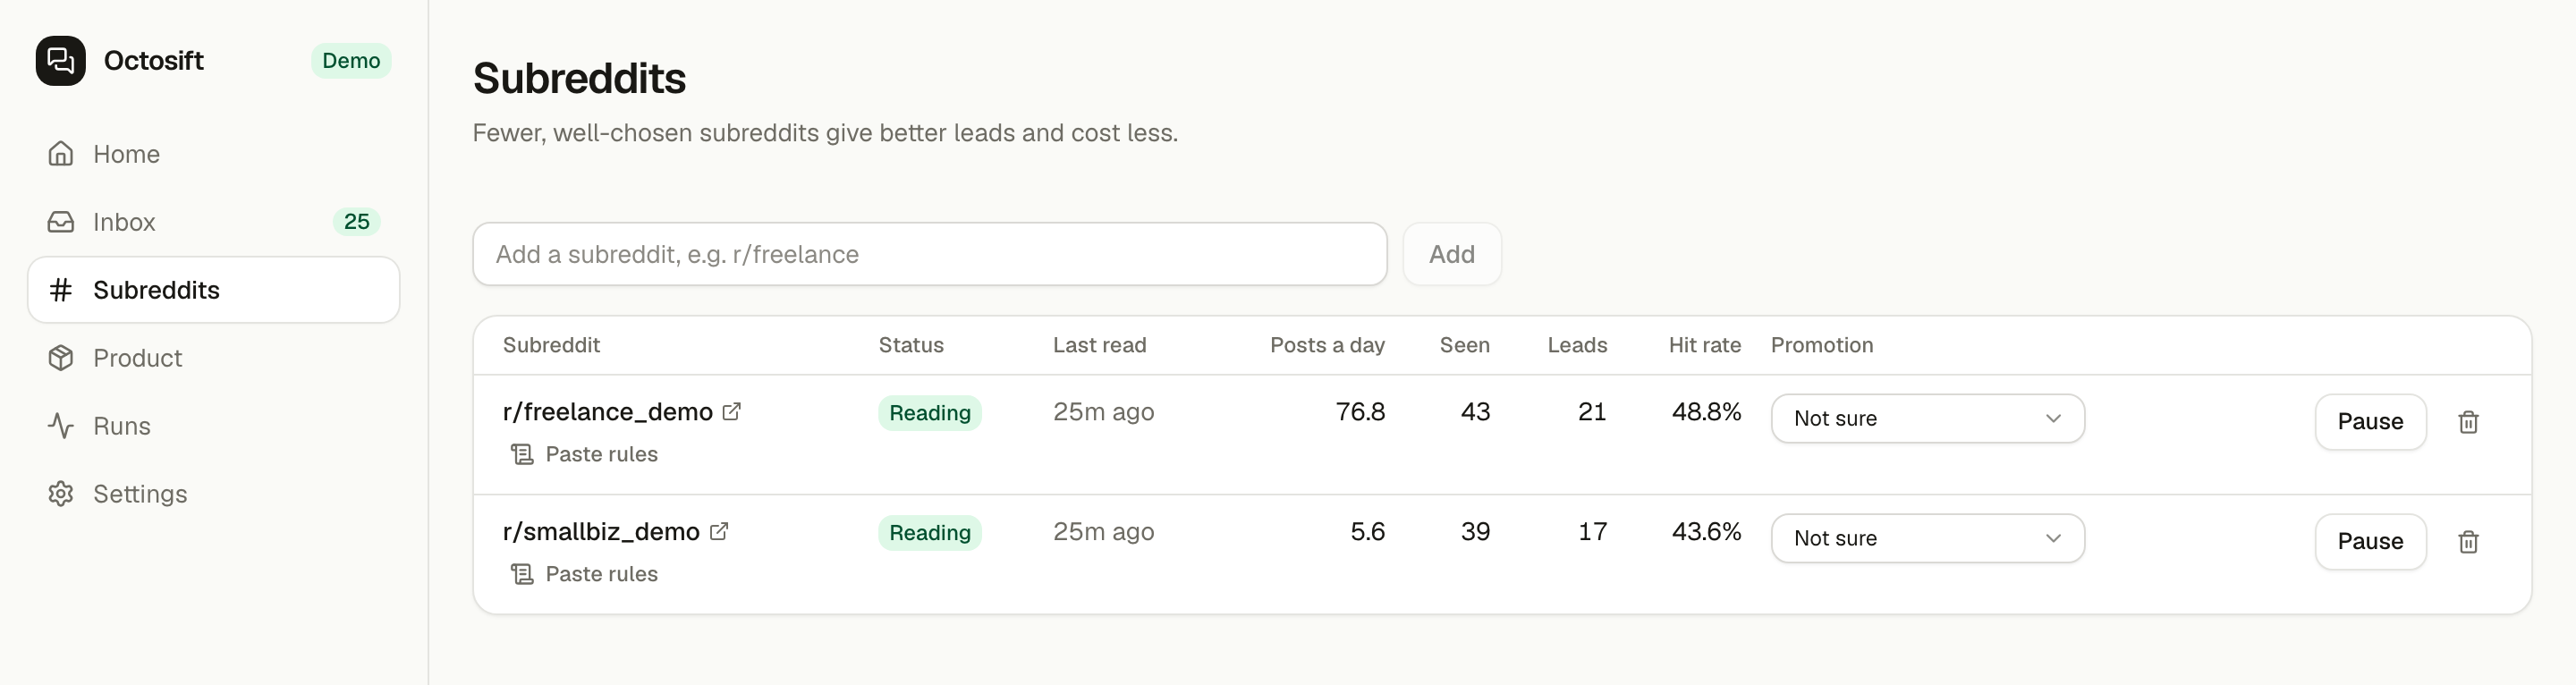 Octosift Demo
Home
Inbox 25
Subreddits
Product
Runs
Settings
Subreddits
Fewer, well-chosen subreddits give better leads and cost less.
Add a subreddit, e.g. r/freelance Add
Subreddit Status Last read Posts a day Seen Leads Hit rate Promotion
r/freelance_demo Reading 25m ago 76.8 43 21 48.8% Not sure Pause
Paste rules
r/smallbiz_demo Reading 25m ago 5.6 39 17 43.6% Not sure Pause
Paste rules